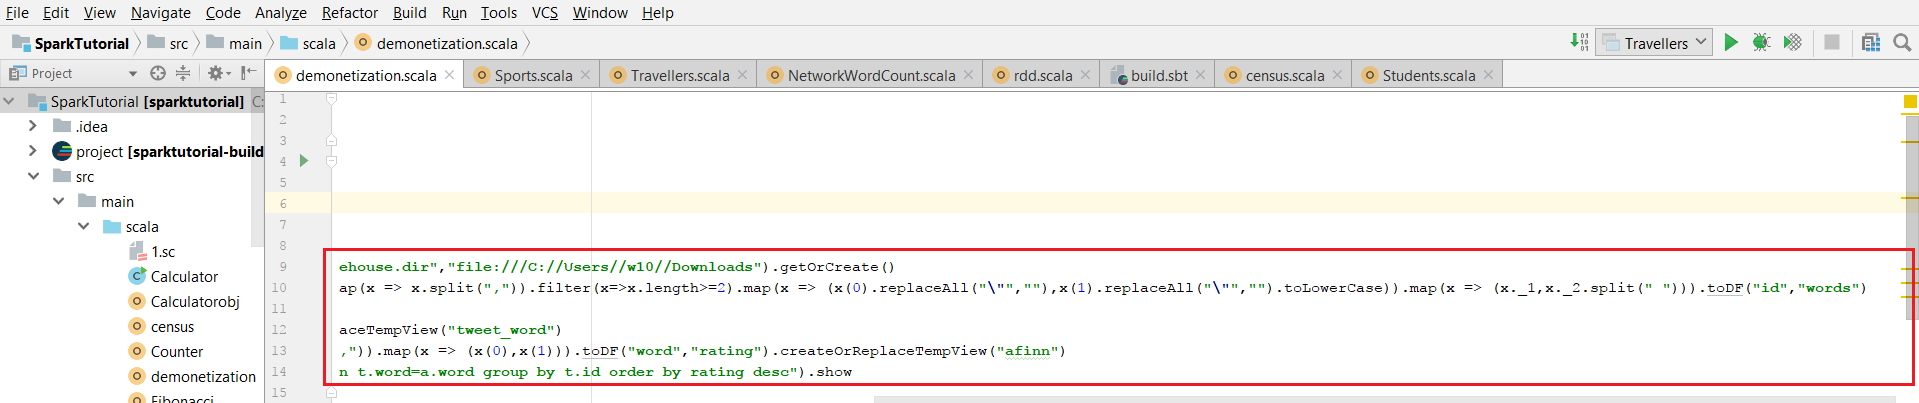 File Edit View Navigate Code Analyze Refactor Build Run Tools VCS Window Help
SparkTutorial src main scala demonetization.scala Travellers
Project demonetization.scala Sports.scala Travellers.scala NetworkWordCount.scala rdd.scala build.sbt census.scala Students.scala
SparkTutorial [sparktutorial] C:
.idea
project [sparktutorial-build
src
main
scala
1.sc
Calculator
Calculatorobj
census
Counter
demonetization
Fibonacci
1
2
3
4
5
6
7
8
9 ehouse.dir","file:///C://Users//w10//Downloads").getOrCreate()
10 ap(x => x.split(",")).filter(x=>x.length>=2).map(x => (x(0).replaceAll("\"",""),x(1).replaceAll("\"","").toLowerCase)).map(x => (x._1,x._2.split(" "))).toDF("id","words")
11
12 aceTempView("tweet_word")
13 ,")).map(x => (x(0),x(1))).toDF("word","rating").createOrReplaceTempView("afinn")
14 n t.word=a.word group by t.id order by rating desc").show
15